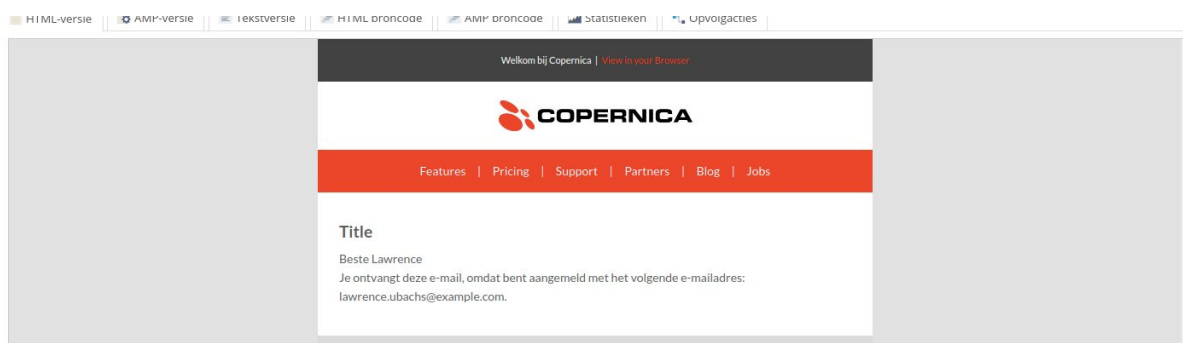 HTML-versie AMP-versie Tekstversie HTML broncode AMP broncode Statistieken Opvolgacties
Welkom bij Copernica | View in your Browser
COPERNICA
Features | Pricing | Support | Partners | Blog | Jobs
Title
Beste Lawrence
Je ontvangt deze e-mail, omdat bent aangemeld met het volgende e-mailadres:
lawrence.ubachs@example.com.